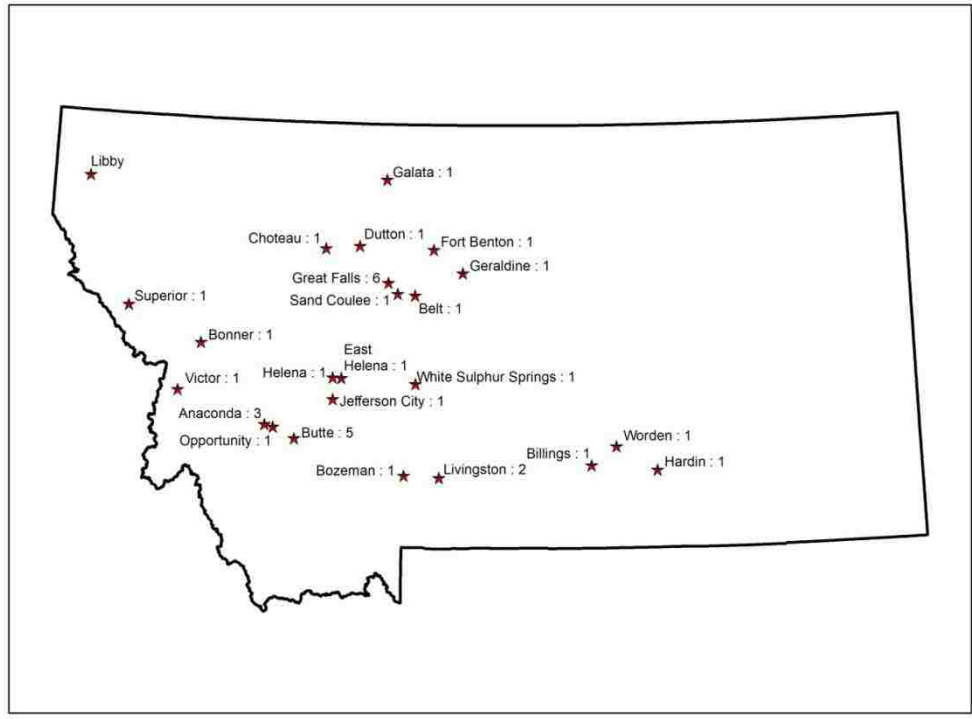 Libby
Galata : 1
Choteau : 1
Dutton : 1
Fort Benton : 1
Geraldine : 1
Great Falls : 6
Sand Coulee : 1
Belt : 1
Superior : 1
Bonner : 1
East
Helena : 1
Helena : 1
Victor : 1
White Sulphur Springs : 1
Jefferson City : 1
Anaconda : 3
Opportunity : 1
Butte : 5
Worden : 1
Billings : 1
Hardin : 1
Bozeman : 1
Livingston : 2